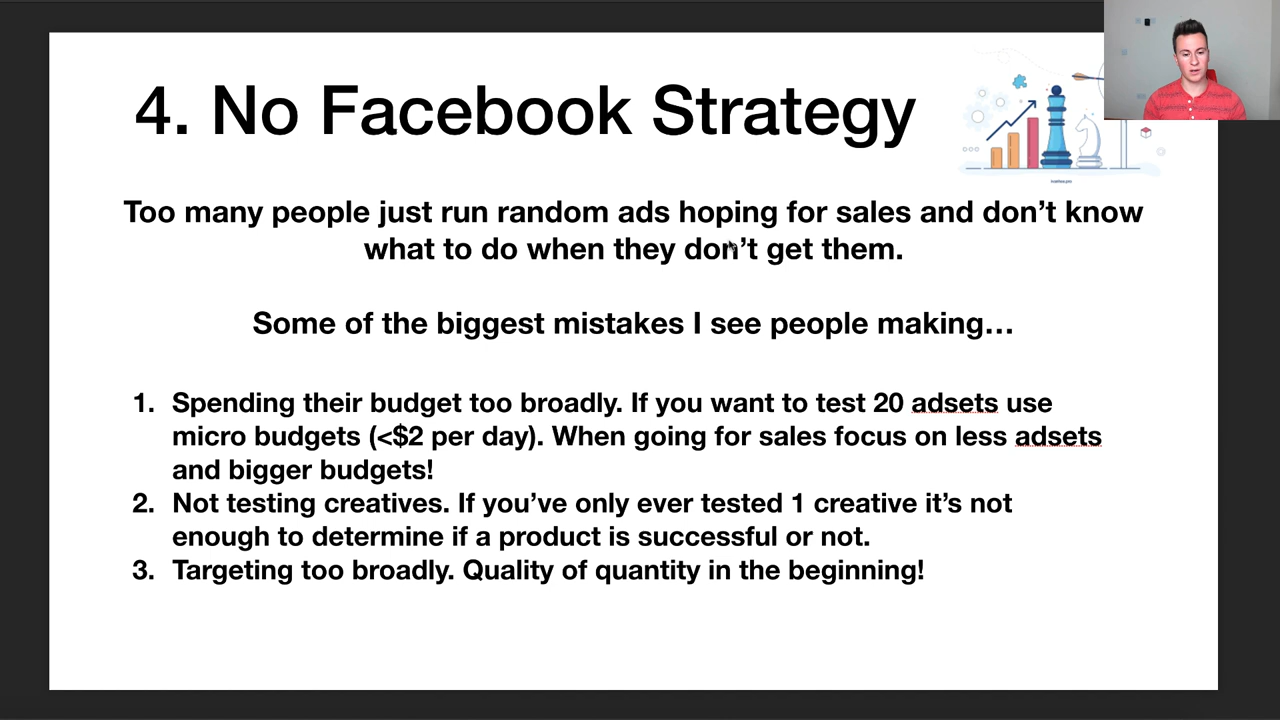 4. No Facebook Strategy
Too many people just run random ads hoping for sales and don’t know
what to do when they don’t get them.
Some of the biggest mistakes I see people making…
1. Spending their budget too broadly. If you want to test 20 adsets use
micro budgets (<$2 per day). When going for sales focus on less adsets
and bigger budgets!
2. Not testing creatives. If you’ve only ever tested 1 creative it’s not
enough to determine if a product is successful or not.
3. Targeting too broadly. Quality of quantity in the beginning!